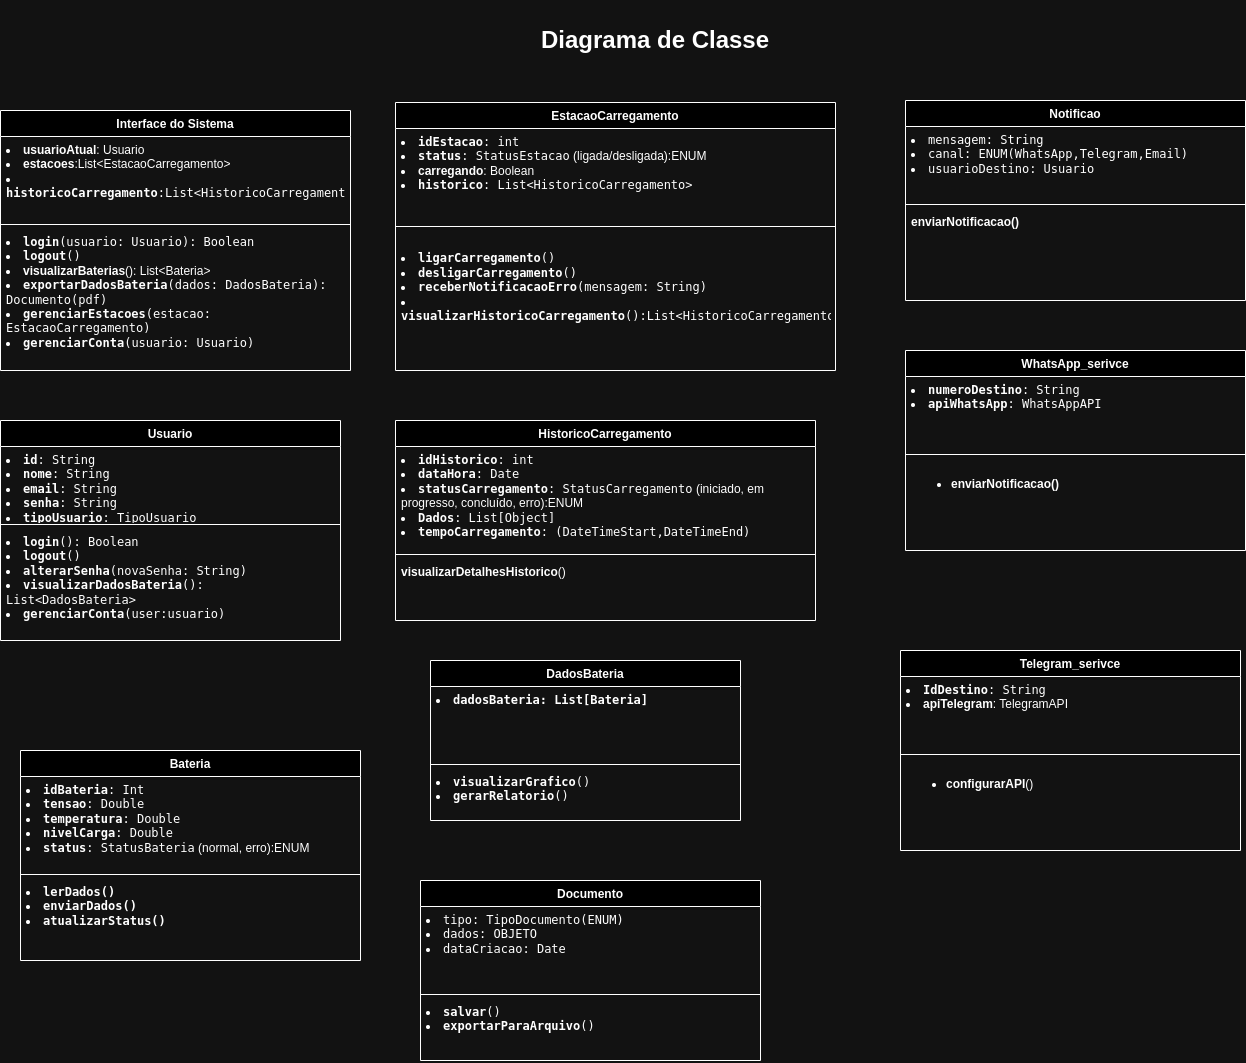 Diagrama de Classe
Interface do Sistema
usuarioAtual: Usuario
estacoes:List<EstacaoCarregamento>
historicoCarregamento:List<HistoricoCarregament
login(usuario: Usuario): Boolean
logout()
visualizarBaterias(): List<Bateria>
exportarDadosBateria(dados: DadosBateria):
Documento(pdf)
gerenciarEstacoes(estacao:
EstacaoCarregamento)
gerenciarConta(usuario: Usuario)
EstacaoCarregamento
idEstacao: int
status: StatusEstacao (ligada/desligada):ENUM
carregando: Boolean
historico: List<HistoricoCarregamento>
ligarCarregamento()
desligarCarregamento()
receberNotificacaoErro(mensagem: String)
visualizarHistoricoCarregamento():List<HistoricoCarregamento
Notificao
mensagem: String
canal: ENUM(WhatsApp,Telegram,Email)
usuarioDestino: Usuario
enviarNotificacao()
WhatsApp_serivce
numeroDestino: String
apiWhatsApp: WhatsAppAPI
enviarNotificacao()
Usuario
id: String
nome: String
email: String
senha: String
tipoUsuario: TipoUsuario
login(): Boolean
logout()
alterarSenha(novaSenha: String)
visualizarDadosBateria():
List<DadosBateria>
gerenciarConta(user:usuario)
HistoricoCarregamento
idHistorico: int
dataHora: Date
statusCarregamento: StatusCarregamento (iniciado, em
progresso, concluído, erro):ENUM
Dados: List[Object]
tempoCarregamento: (DateTimeStart,DateTimeEnd)
visualizarDetalhesHistorico()
Telegram_serivce
IdDestino: String
apiTelegram: TelegramAPI
configurarAPI()
DadosBateria
dadosBateria: List[Bateria]
visualizarGrafico()
gerarRelatorio()
Bateria
idBateria: Int
tensao: Double
temperatura: Double
nivelCarga: Double
status: StatusBateria (normal, erro):ENUM
lerDados()
enviarDados()
atualizarStatus()
Documento
tipo: TipoDocumento(ENUM)
dados: OBJETO
dataCriacao: Date
salvar()
exportarParaArquivo()